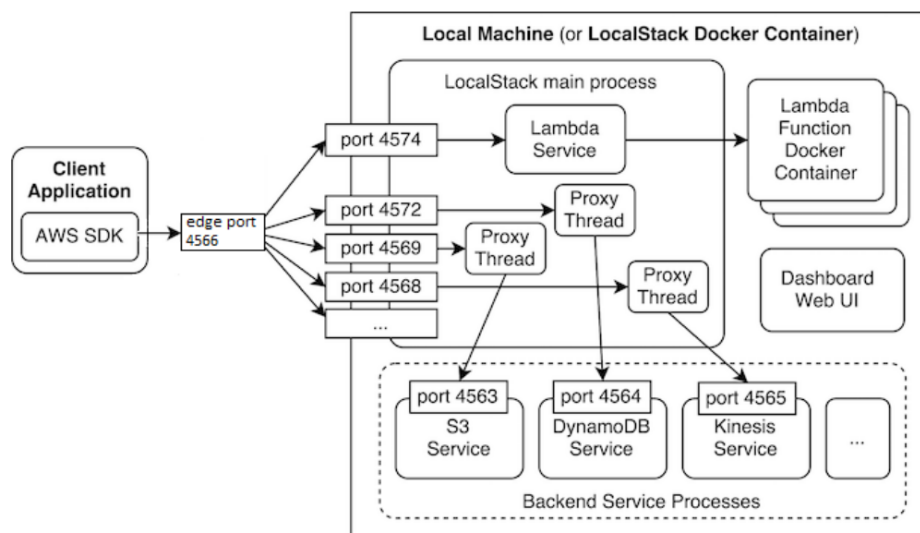 Local Machine (or LocalStack Docker Container)
LocalStack main process
port 4574
Lambda
Service
Lambda
Function
Docker
Container
Client
Application
AWS SDK
edge port
4566
port 4572
Proxy
Thread
port 4569
Proxy
Thread
port 4568
Proxy
Thread
...
Dashboard
Web UI
port 4563
S3
Service
port 4564
DynamoDB
Service
port 4565
Kinesis
Service
...
Backend Service Processes